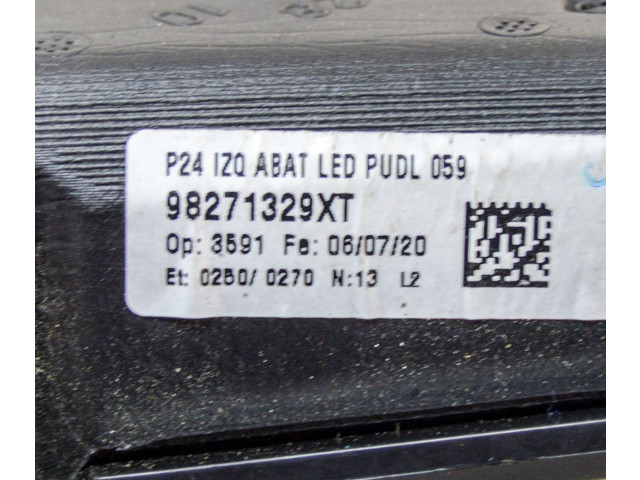 P24 IZQ ABAT LED PUDL 059
98271329XT
Op: 3591 Fe: 06/07/20
Et: 0250/ 0270 N:13 L2